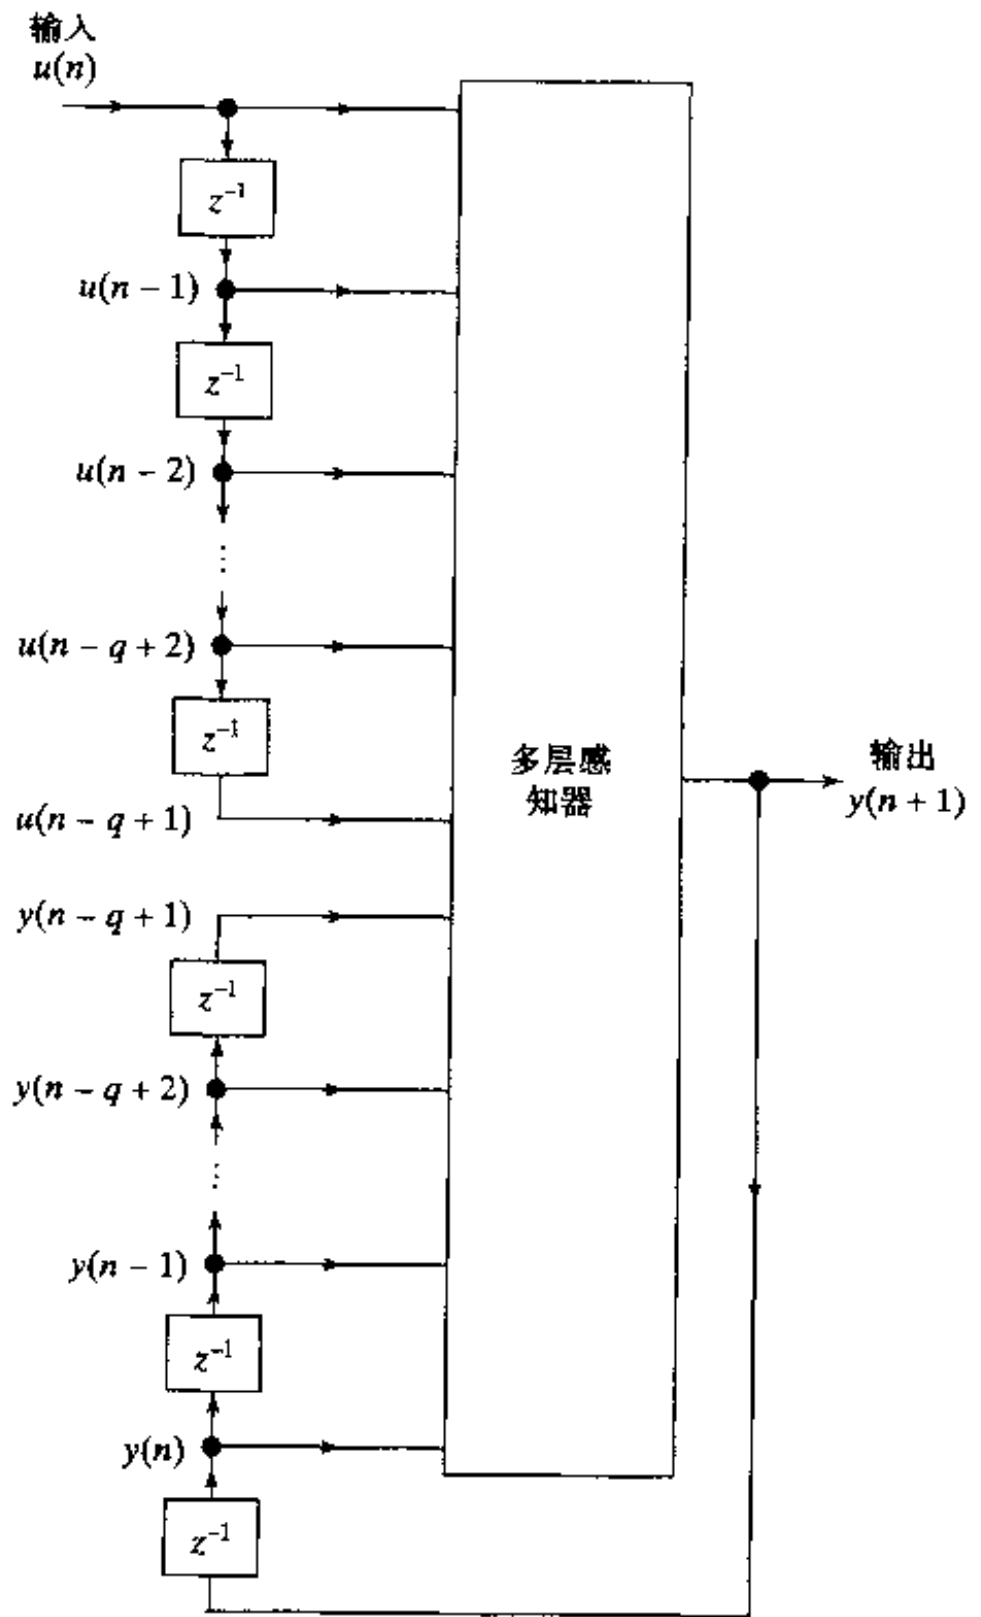 输入
u(n)
z⁻¹
u(n − 1)
z⁻¹
u(n − 2)
⋮
u(n − q + 2)
z⁻¹
u(n − q + 1)
y(n − q + 1)
z⁻¹
y(n − q + 2)
⋮
y(n − 1)
z⁻¹
y(n)
z⁻¹
多层感
知器
输出
y(n + 1)